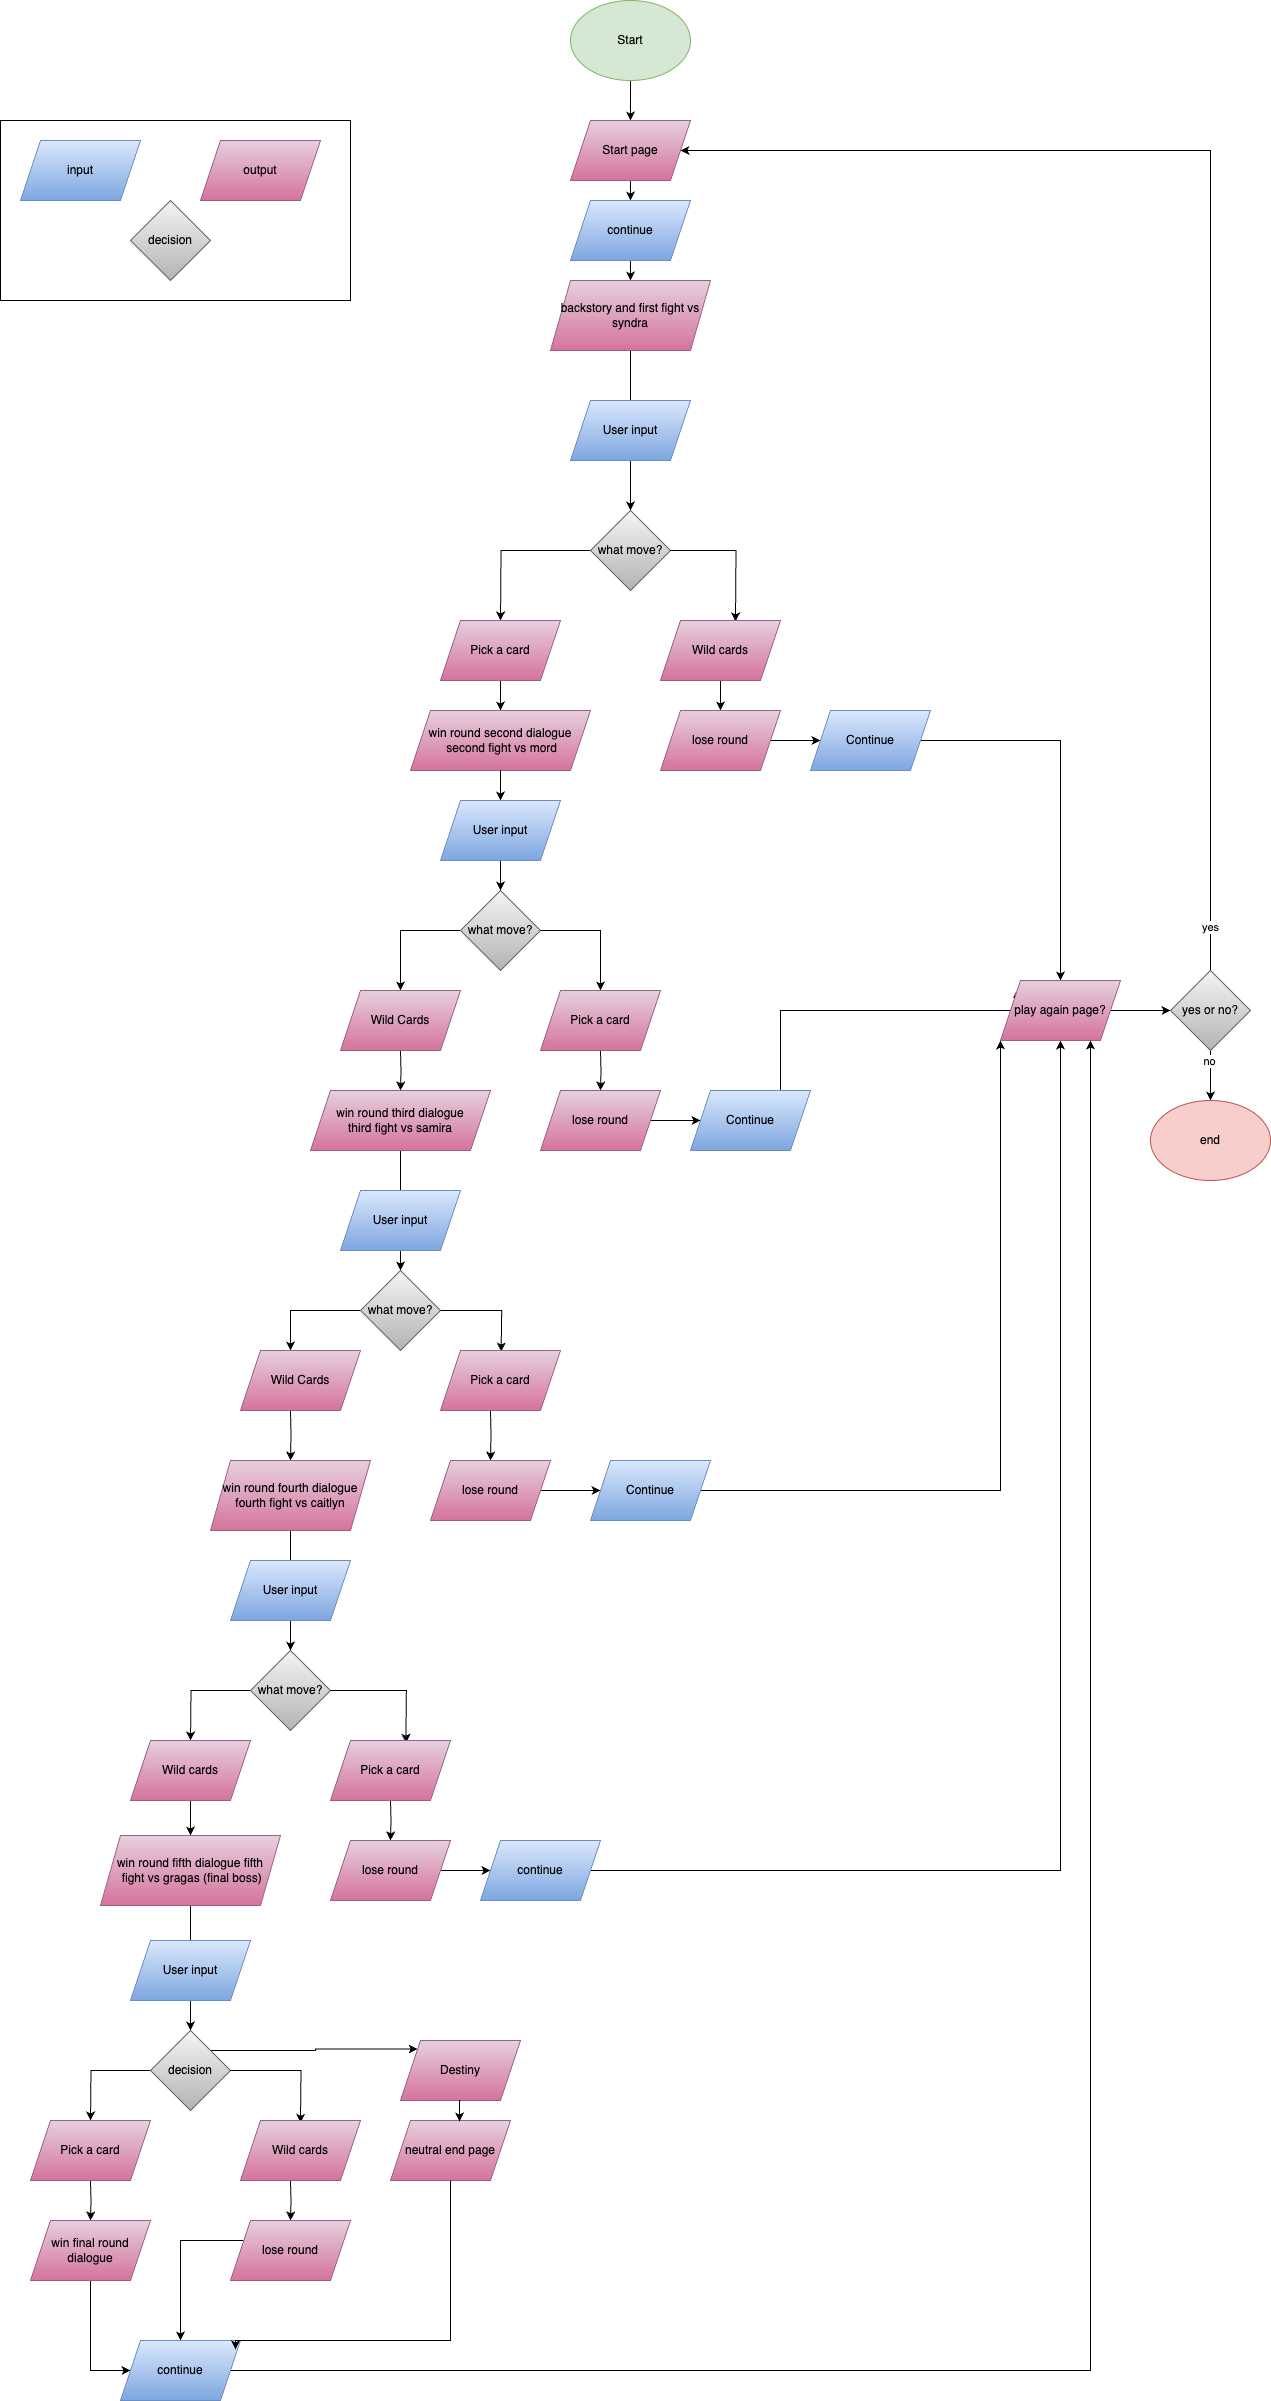 Start
Start page
input
output
continue
decision
backstory and first fight vs
syndra
User input
what move?
Pick a card
Wild cards
win round second dialogue
second fight vs mord
lose round
Continue
User input
yes
what move?
Wild Cards
Pick a card
play again page?
yes or no?
no
win round third dialogue
third fight vs samira
lose round
Continue
end
User input
what move?
Wild Cards
Pick a card
win round fourth dialogue
fourth fight vs caitlyn
lose round
Continue
User input
what move?
Wild cards
Pick a card
win round fifth dialogue fifth
fight vs gragas (final boss)
lose round
continue
User input
decision
Destiny
Pick a card
Wild cards
neutral end page
win final round
dialogue
lose round
continue